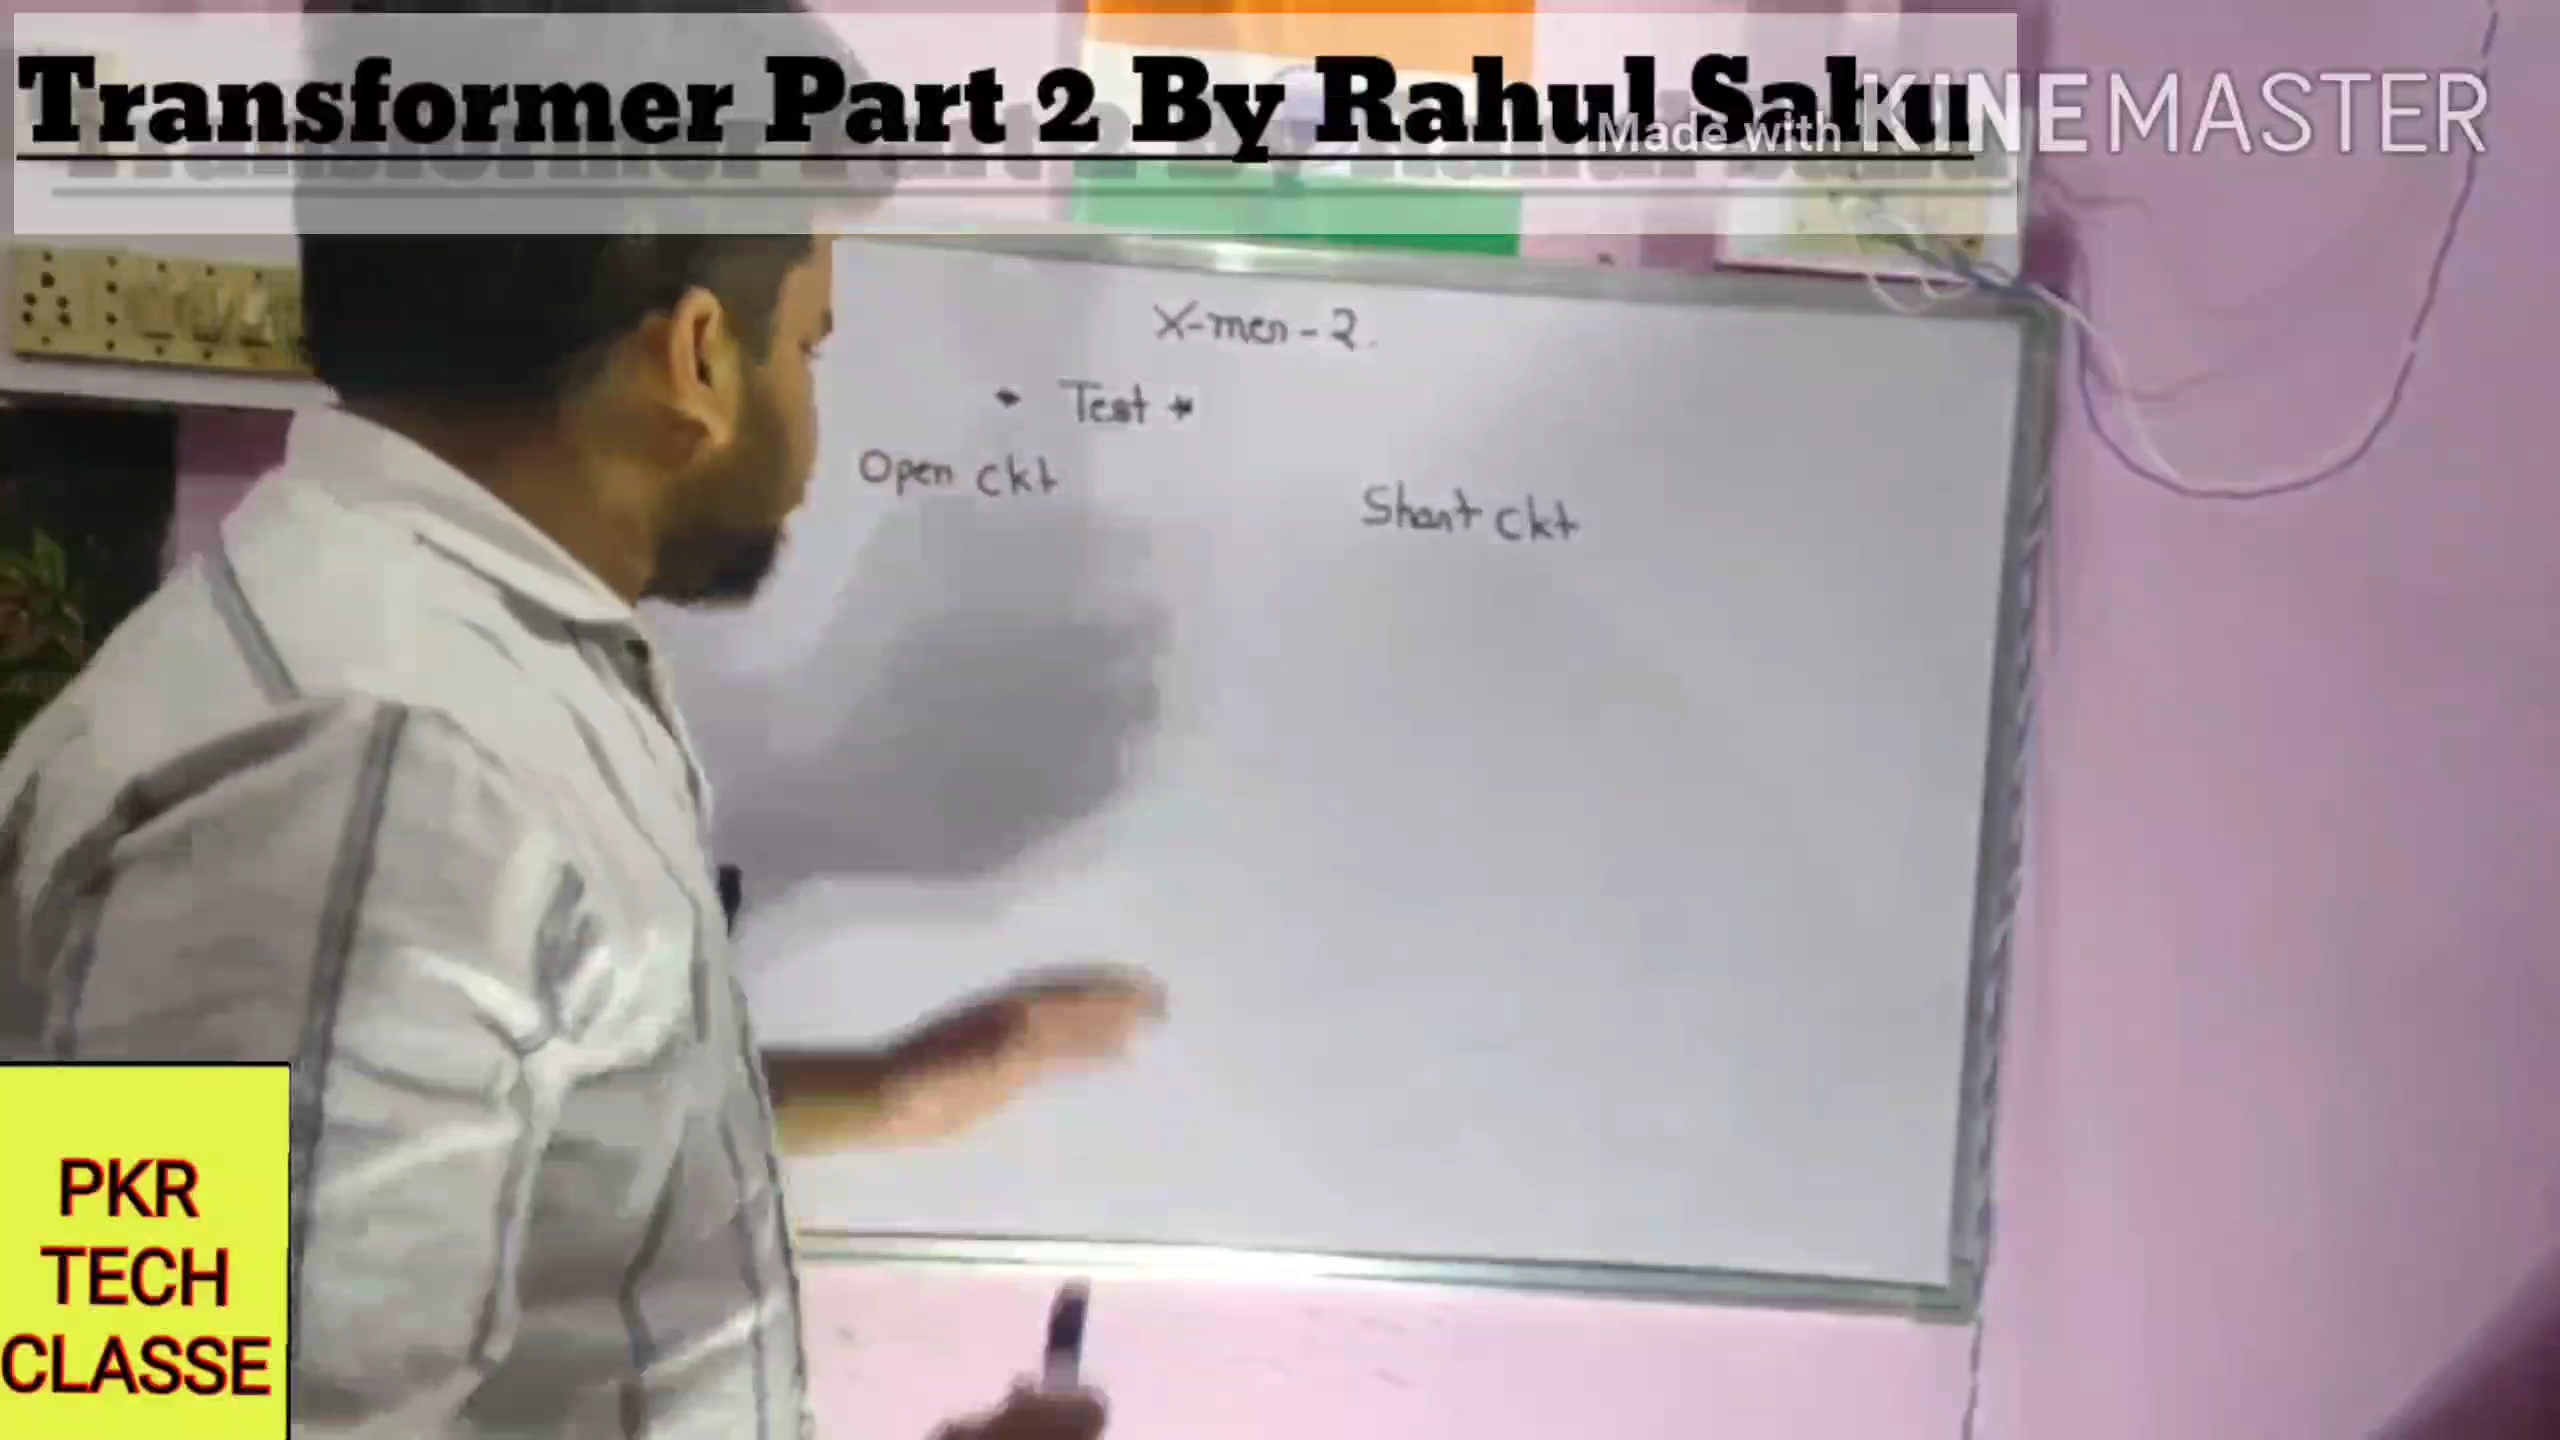 Transformer Part 2 By Rahul Sahu
Made with KINEMASTER
X-mer-2.
* Test *
Open ckt
Short ckt
PKR
TECH
CLASSE